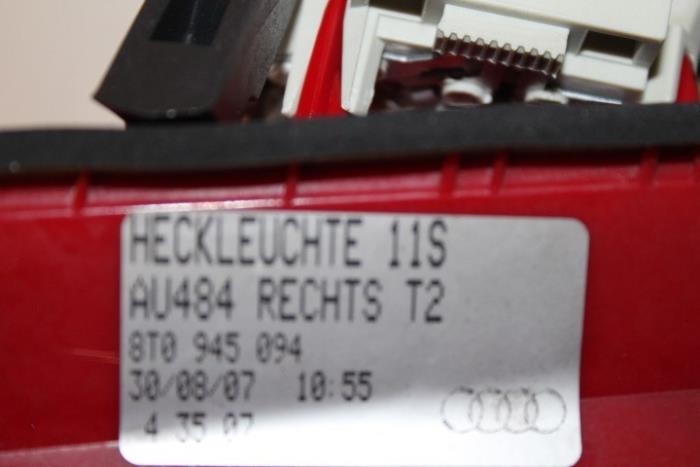 HECKLEUCHTE 11S
AU484 RECHTS T2
8T0 945 094
30/08/07 10:55
4 35 07